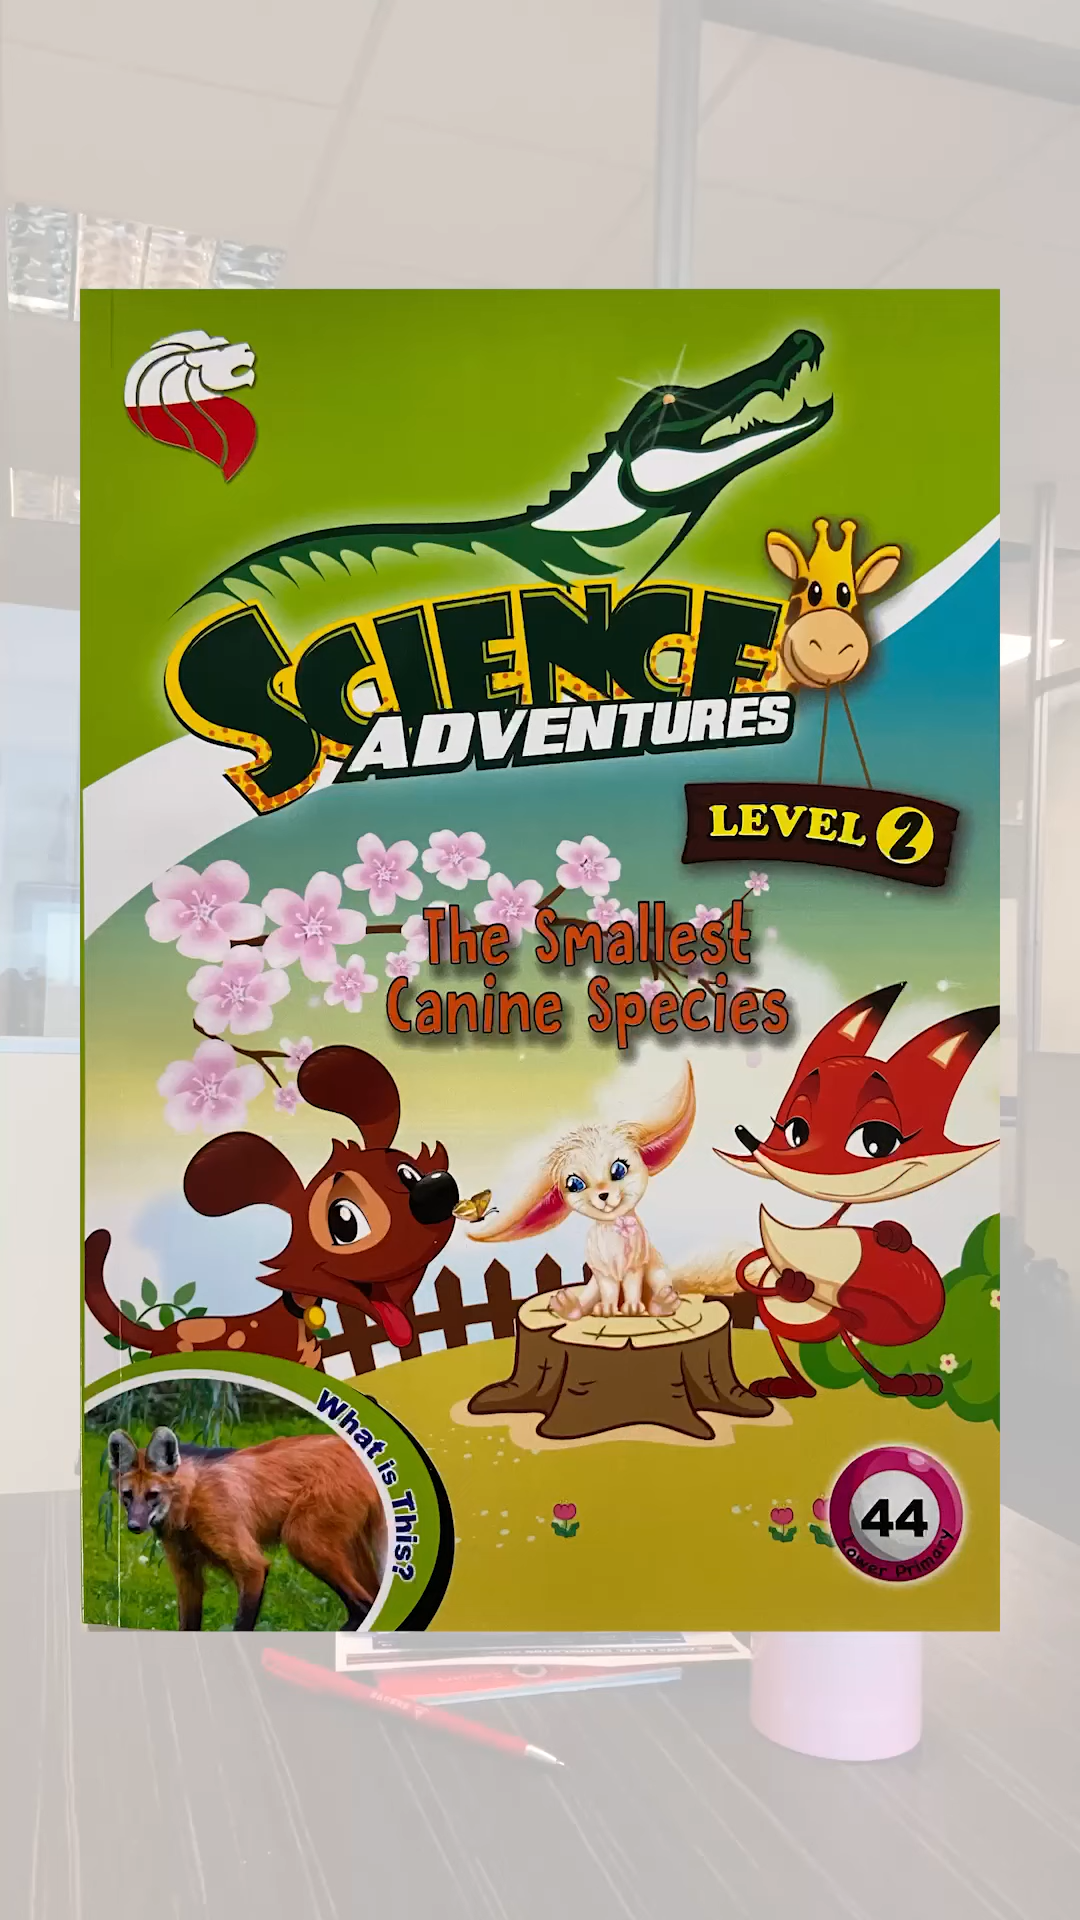 SCIENCE
ADVENTURES
LEVEL 2
The Smallest
Canine Species
What is This?
44
Lower Primary